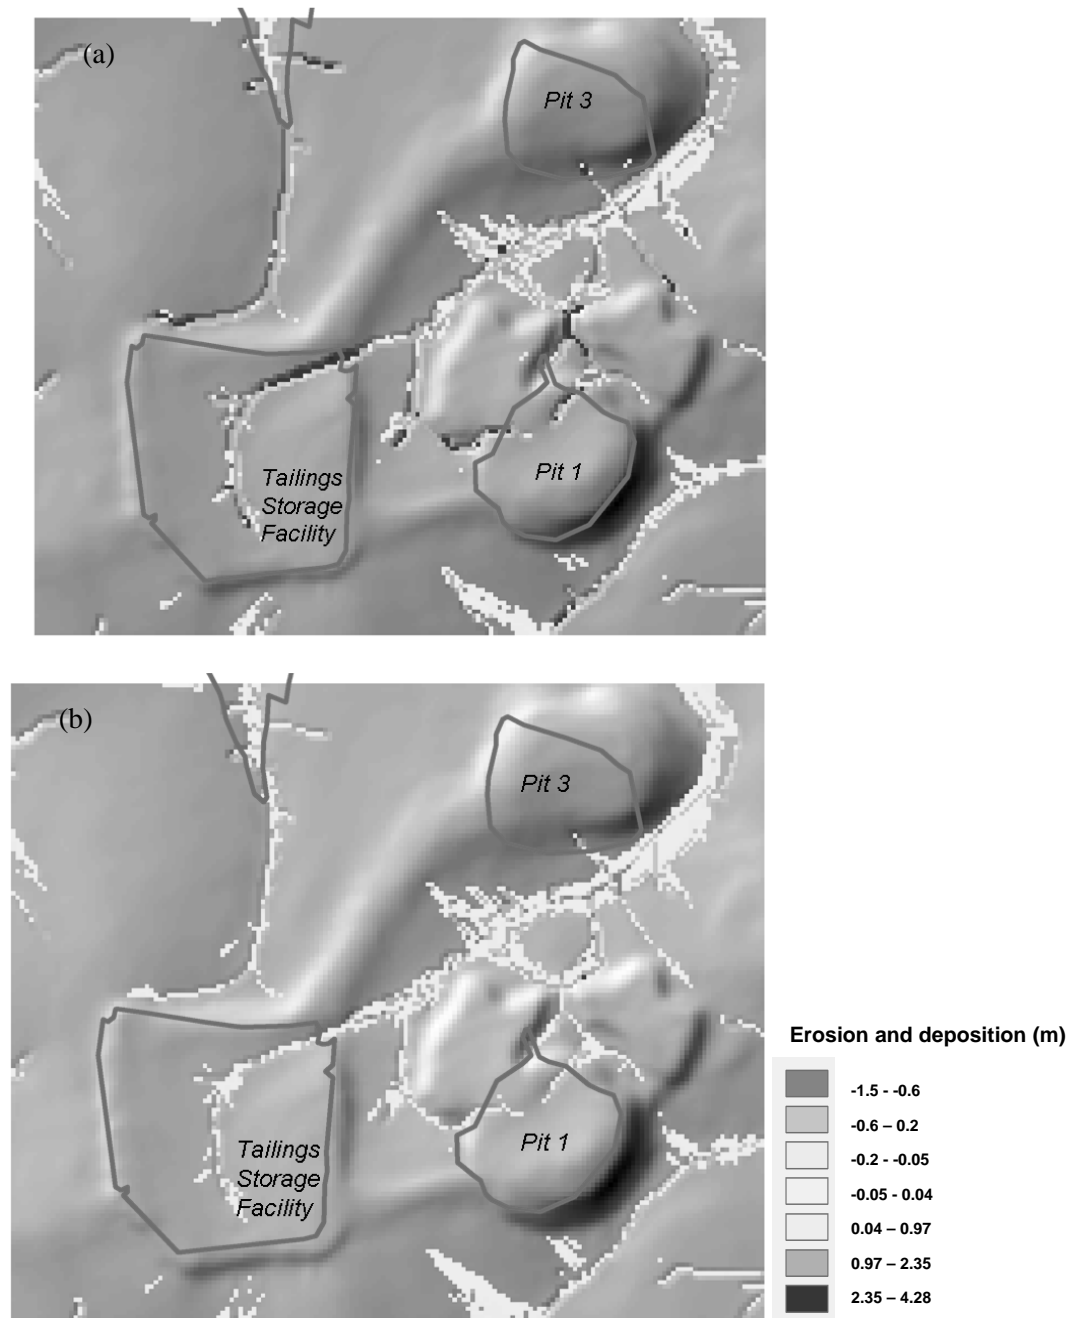 (a)
Pit 3
Pit 1
Tailings
Storage
Facility
(b)
Pit 3
Pit 1
Tailings
Storage
Facility
Erosion and deposition (m)
-1.5 - -0.6
-0.6 – 0.2
-0.2 - -0.05
-0.05 - 0.04
0.04 – 0.97
0.97 – 2.35
2.35 – 4.28